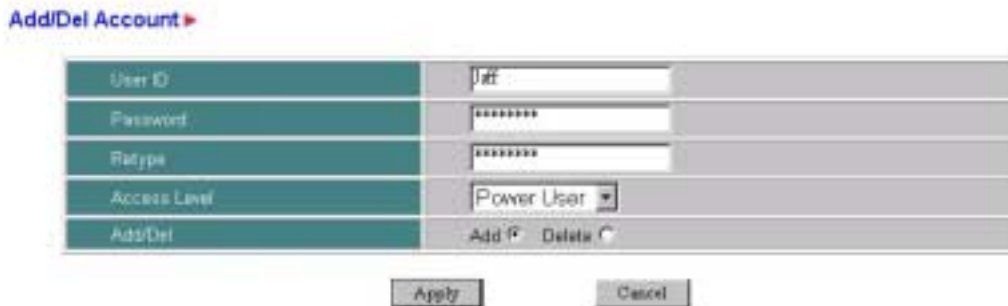 Add/Del Account
User ID
Jeff
Password
********
Retype
********
Access Level
Power User
Add/Del
Add Delete
Apply Cancel